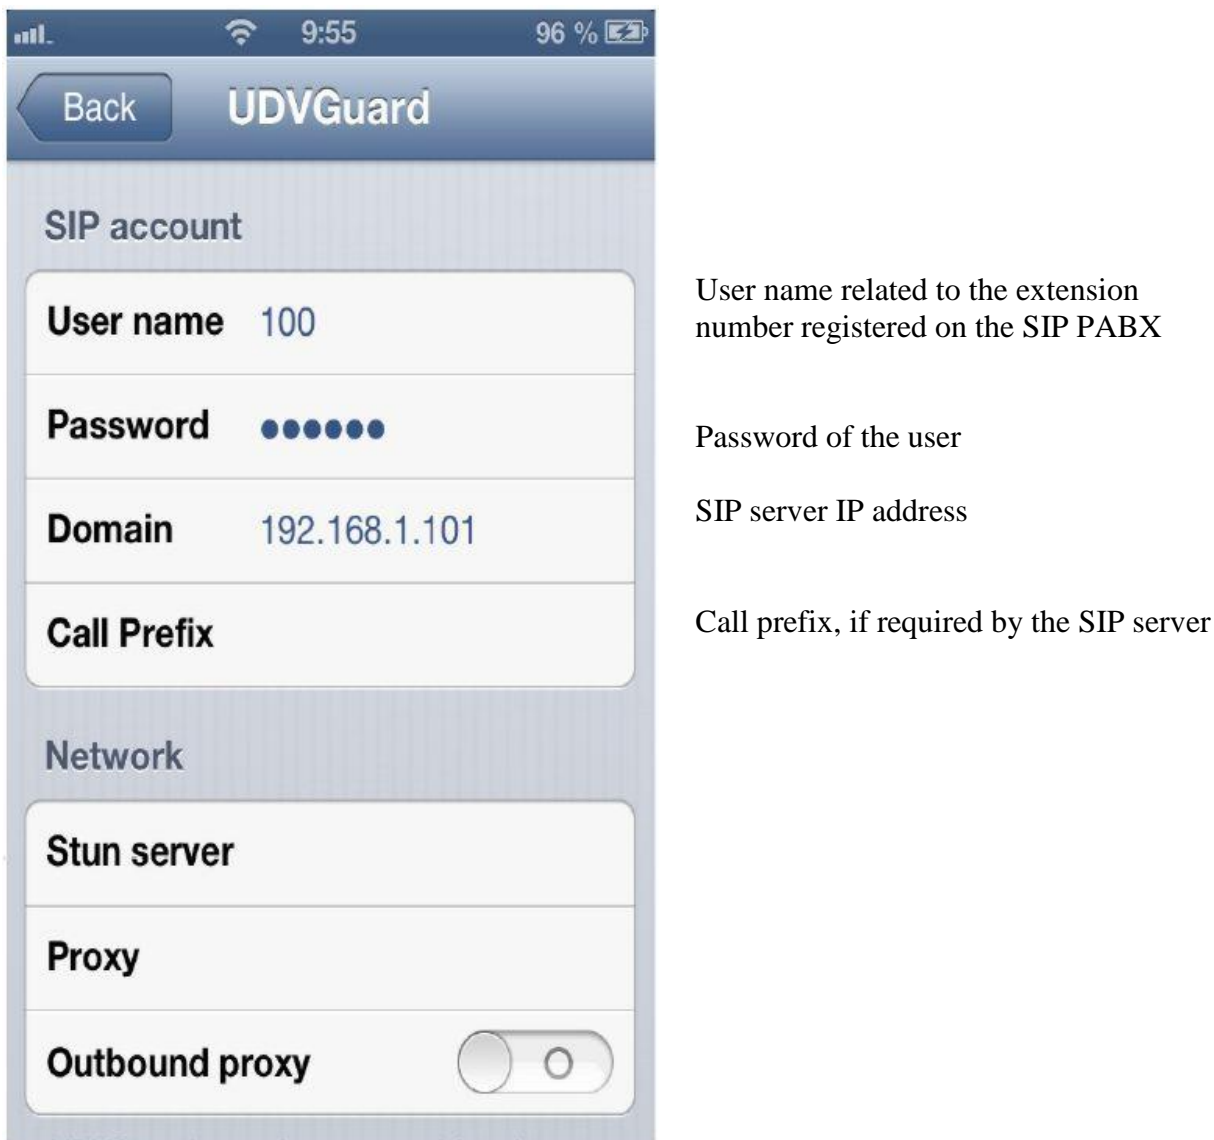 9:55
96 %
Back
UDVGuard
SIP account
User name 100
User name related to the extension
number registered on the SIP PABX
Password ●●●●●●
Password of the user
Domain 192.168.1.101
SIP server IP address
Call Prefix
Call prefix, if required by the SIP server
Network
Stun server
Proxy
Outbound proxy